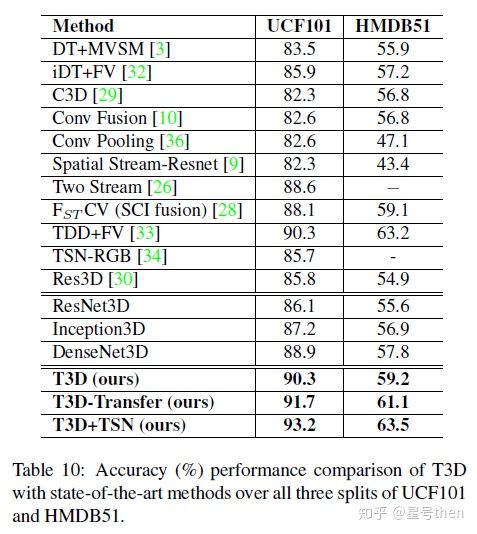 Method UCF101 HMDB51
DT+MVSM [3] 83.5 55.9
iDT+FV [32] 85.9 57.2
C3D [29] 82.3 56.8
Conv Fusion [10] 82.6 56.8
Conv Pooling [36] 82.6 47.1
Spatial Stream-Resnet [9] 82.3 43.4
Two Stream [26] 88.6 –
FSTCV (SCI fusion) [28] 88.1 59.1
TDD+FV [33] 90.3 63.2
TSN-RGB [34] 85.7 -
Res3D [30] 85.8 54.9
ResNet3D 86.1 55.6
Inception3D 87.2 56.9
DenseNet3D 88.9 57.8
T3D (ours) 90.3 59.2
T3D-Transfer (ours) 91.7 61.1
T3D+TSN (ours) 93.2 63.5
Table 10: Accuracy (%) performance comparison of T3D
with state-of-the-art methods over all three splits of UCF101
and HMDB51.
知乎 @星号then